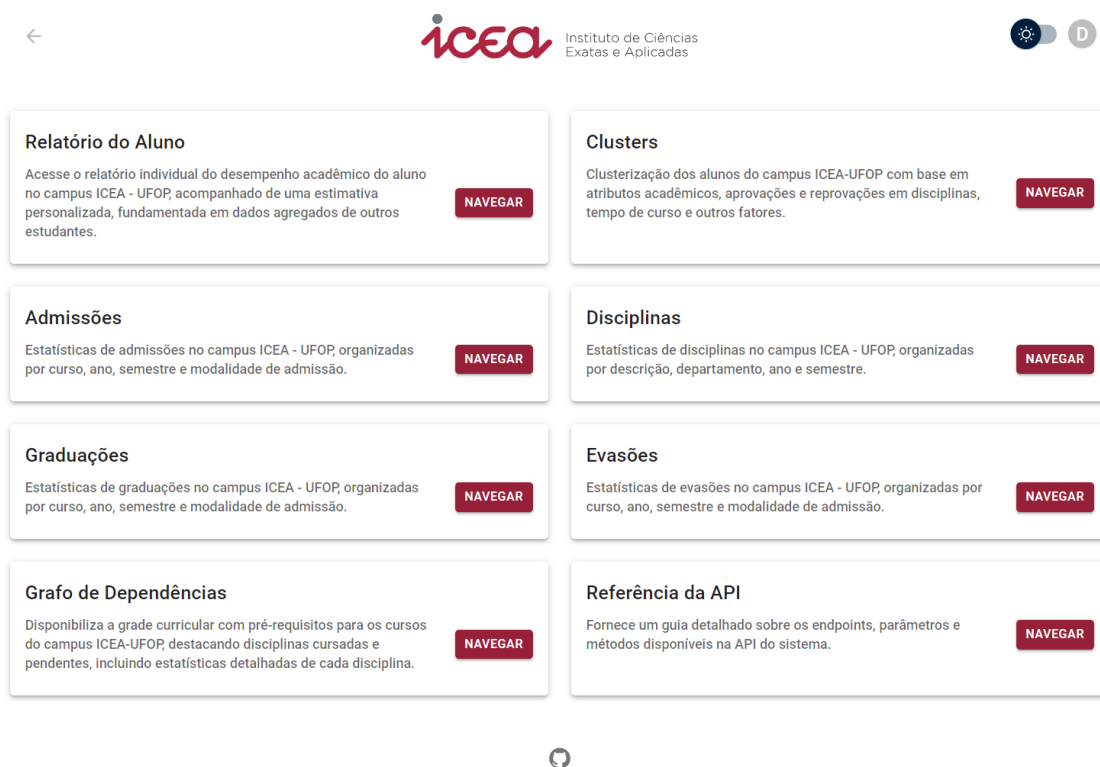 icea
Instituto de Ciências
Exatas e Aplicadas
D
Relatório do Aluno
Acesse o relatório individual do desempenho acadêmico do aluno
no campus ICEA - UFOP, acompanhado de uma estimativa
personalizada, fundamentada em dados agregados de outros
estudantes.
NAVEGAR
Clusters
Clusterização dos alunos do campus ICEA-UFOP com base em
atributos acadêmicos, aprovações e reprovações em disciplinas,
tempo de curso e outros fatores.
NAVEGAR
Admissões
Estatísticas de admissões no campus ICEA - UFOP, organizadas
por curso, ano, semestre e modalidade de admissão.
NAVEGAR
Disciplinas
Estatísticas de disciplinas no campus ICEA - UFOP, organizadas
por descrição, departamento, ano e semestre.
NAVEGAR
Graduações
Estatísticas de graduações no campus ICEA - UFOP, organizadas
por curso, ano, semestre e modalidade de admissão.
NAVEGAR
Evasões
Estatísticas de evasões no campus ICEA - UFOP, organizadas por
curso, ano, semestre e modalidade de admissão.
NAVEGAR
Grafo de Dependências
Disponibiliza a grade curricular com pré-requisitos para os cursos
do campus ICEA-UFOP, destacando disciplinas cursadas e
pendentes, incluindo estatísticas detalhadas de cada disciplina.
NAVEGAR
Referência da API
Fornece um guia detalhado sobre os endpoints, parâmetros e
métodos disponíveis na API do sistema.
NAVEGAR